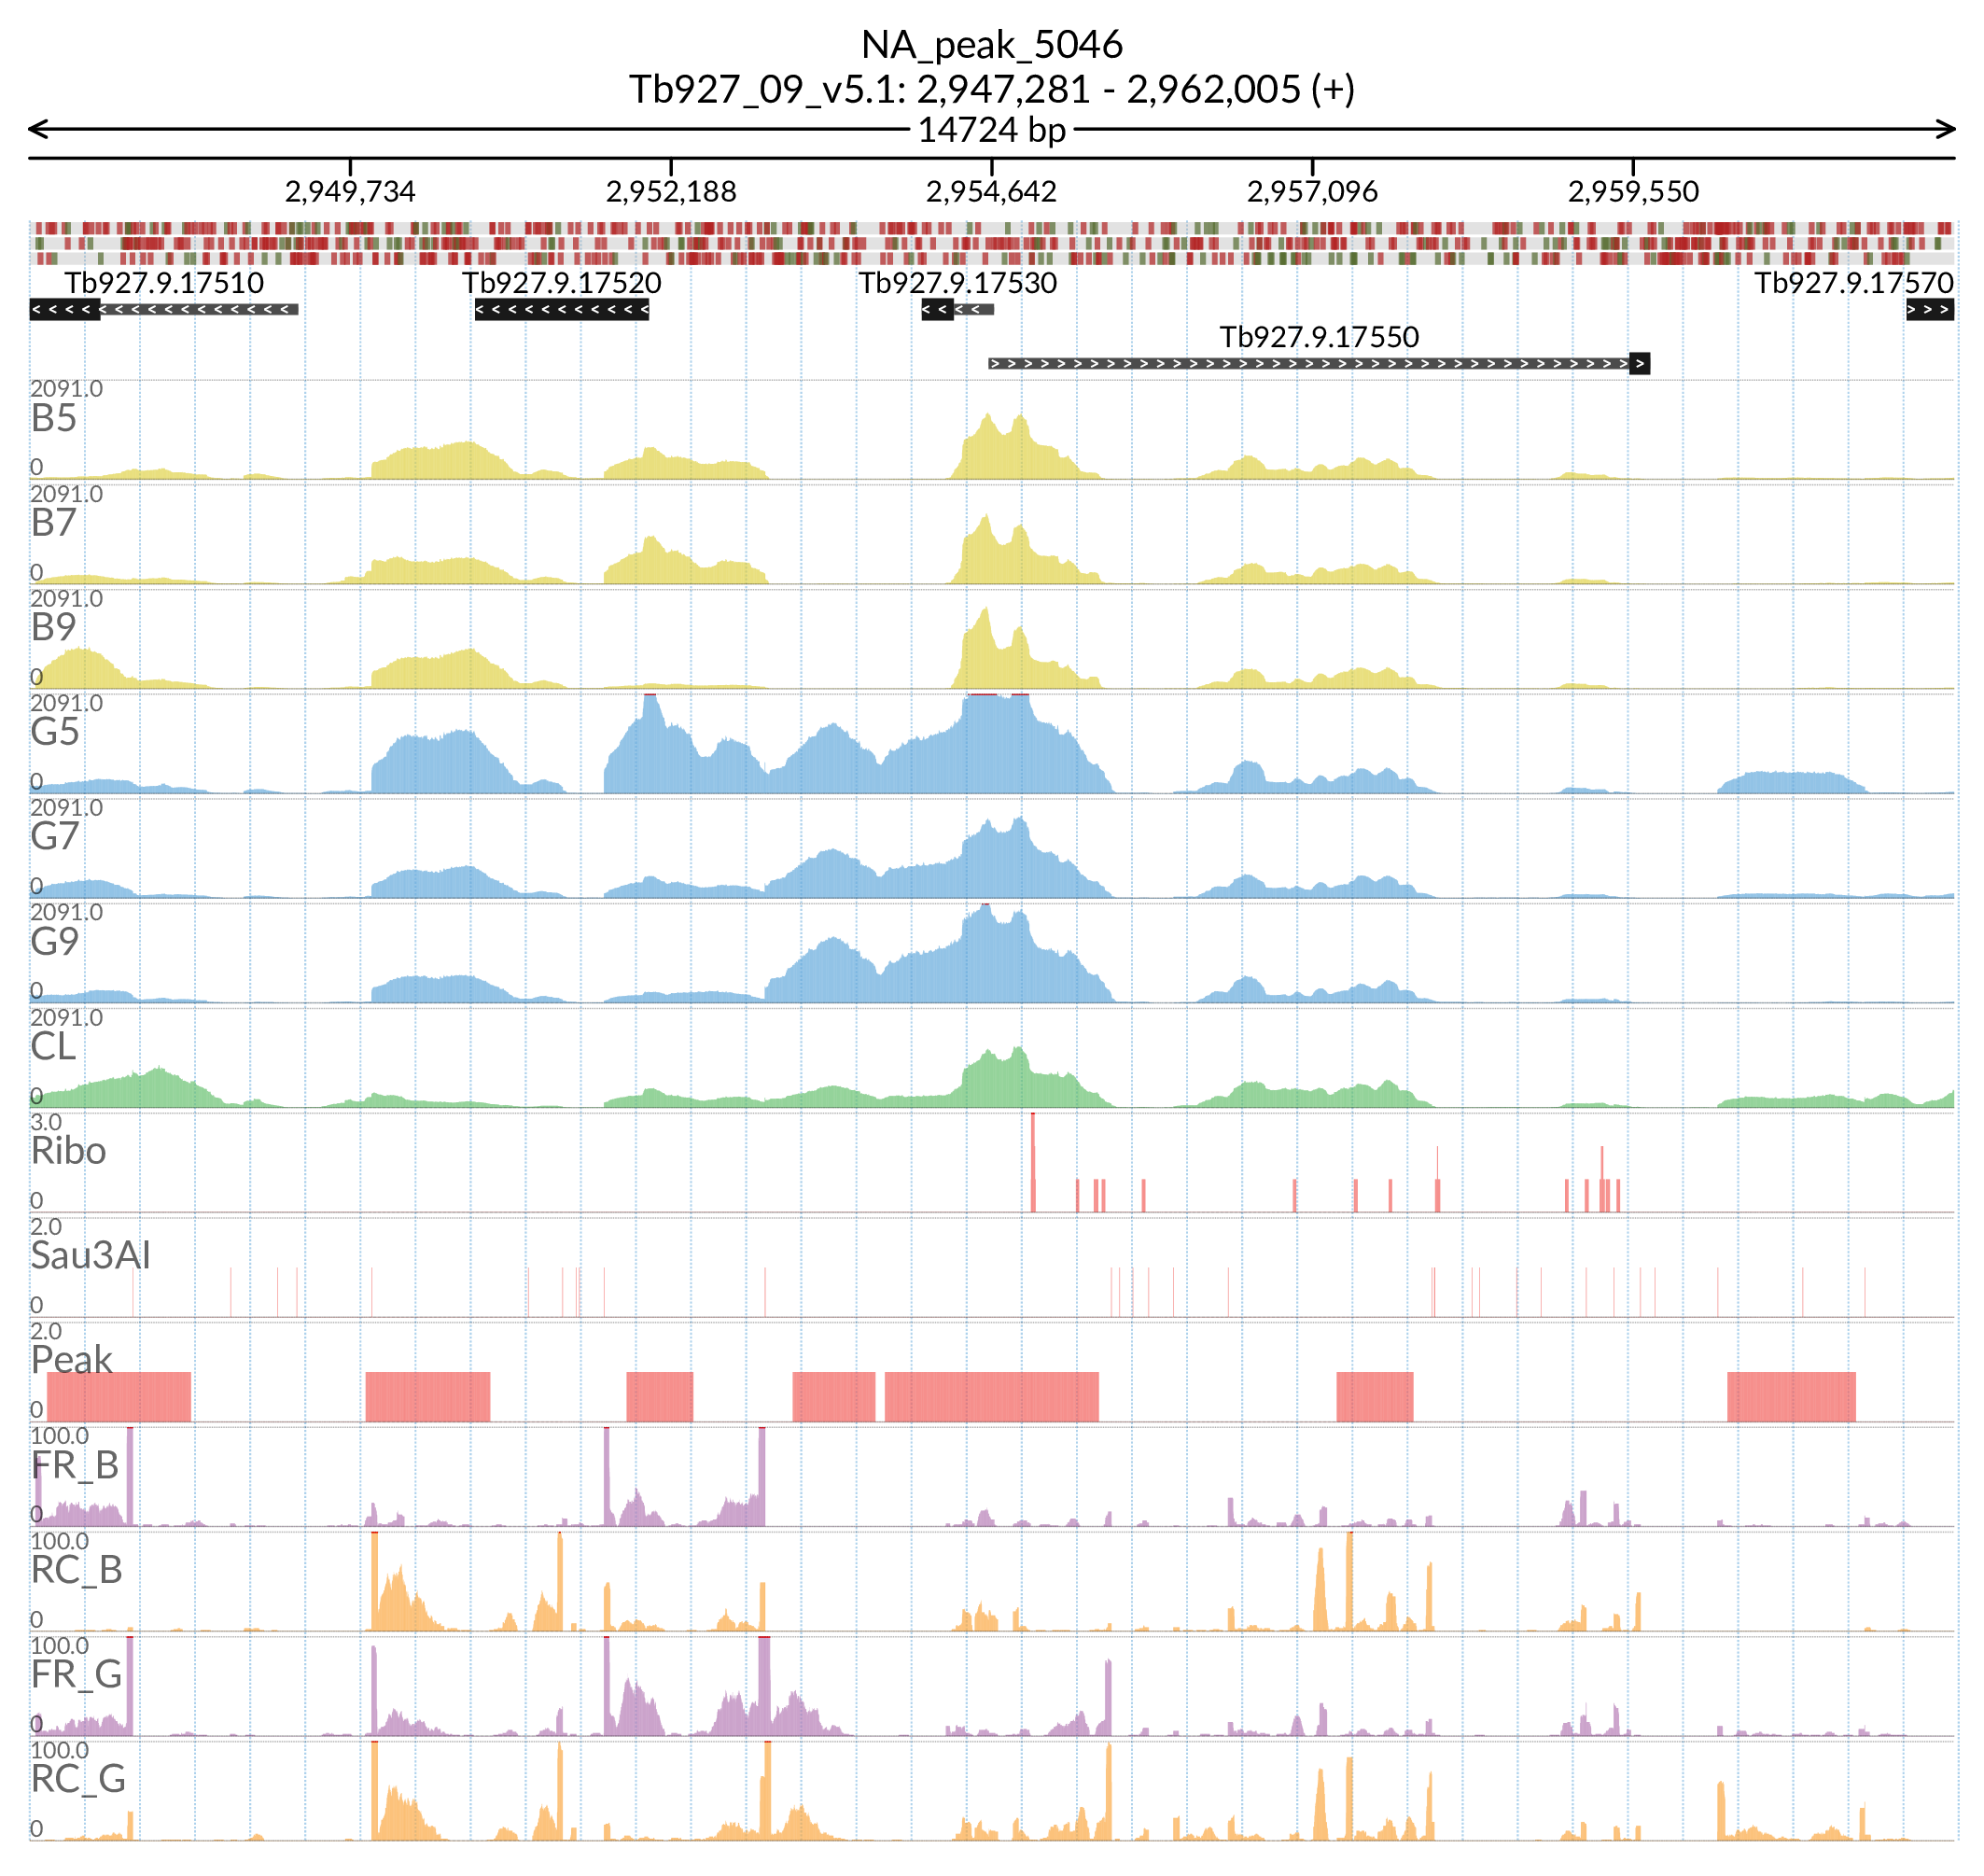 NA_peak_5046
Tb927_09_v5.1: 2,947,281 - 2,962,005 (+)
14724 bp
2,949,734 2,952,188 2,954,642 2,957,096 2,959,550
Tb927.9.17510 Tb927.9.17520 Tb927.9.17530 Tb927.9.17570
Tb927.9.17550
2091.0
B5
0
2091.0
B7
0
2091.0
B9
0
2091.0
G5
0
2091.0
G7
0
2091.0
G9
0
2091.0
CL
0
3.0
Ribo
0
2.0
Sau3AI
0
2.0
Peak
0
100.0
FR_B
0
100.0
RC_B
0
100.0
FR_G
0
100.0
RC_G
0